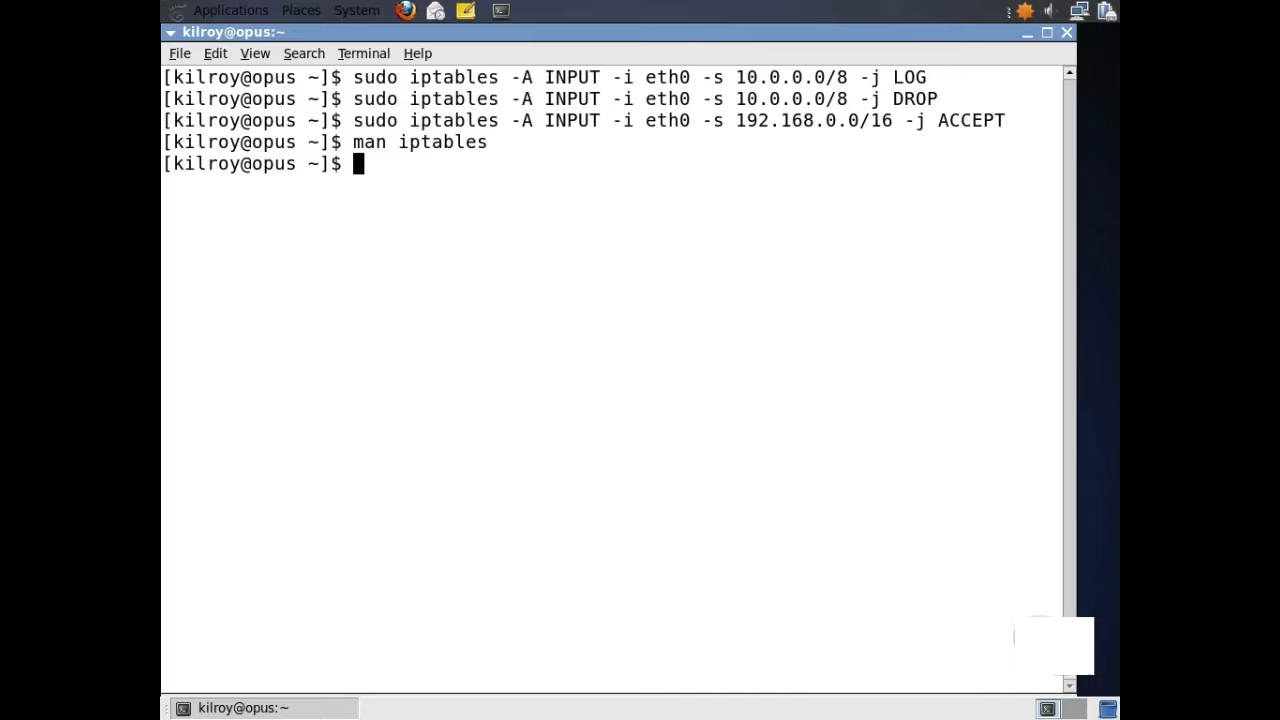 Applications Places System
kilroy@opus:~
File Edit View Search Terminal Help
[kilroy@opus ~]$ sudo iptables -A INPUT -i eth0 -s 10.0.0.0/8 -j LOG
[kilroy@opus ~]$ sudo iptables -A INPUT -i eth0 -s 10.0.0.0/8 -j DROP
[kilroy@opus ~]$ sudo iptables -A INPUT -i eth0 -s 192.168.0.0/16 -j ACCEPT
[kilroy@opus ~]$ man iptables
[kilroy@opus ~]$
kilroy@opus:~